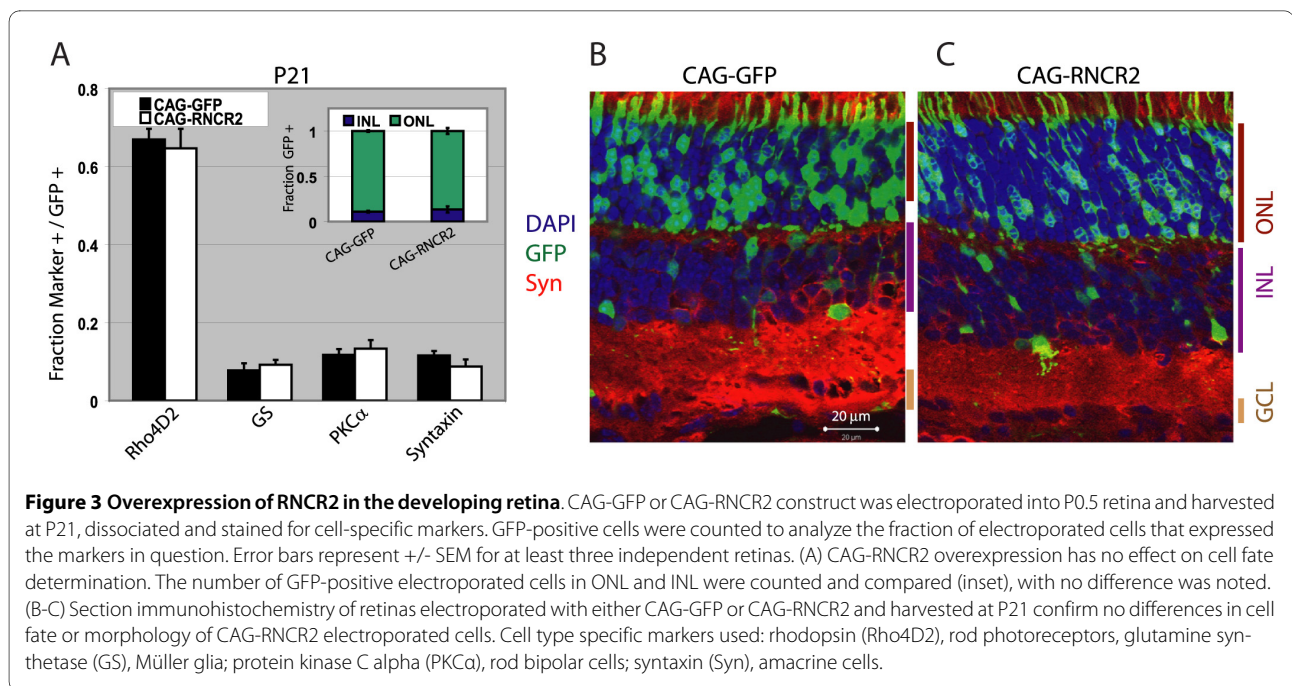 A
P21
0.8
0.6
0.4
0.2
0
Fraction Marker + / GFP +
CAG-GFP
CAG-RNCR2
INL ONL
1
0.5
0
Fraction GFP +
CAG-GFP
CAG-RNCR2
Rho4D2
GS
PKCα
Syntaxin
DAPI
GFP
Syn
B
CAG-GFP
20 μm
20 μm
C
CAG-RNCR2
ONL
INL
GCL
Figure 3 Overexpression of RNCR2 in the developing retina. CAG-GFP or CAG-RNCR2 construct was electroporated into P0.5 retina and harvested
at P21, dissociated and stained for cell-specific markers. GFP-positive cells were counted to analyze the fraction of electroporated cells that expressed
the markers in question. Error bars represent +/- SEM for at least three independent retinas. (A) CAG-RNCR2 overexpression has no effect on cell fate
determination. The number of GFP-positive electroporated cells in ONL and INL were counted and compared (inset), with no difference was noted.
(B-C) Section immunohistochemistry of retinas electroporated with either CAG-GFP or CAG-RNCR2 and harvested at P21 confirm no differences in cell
fate or morphology of CAG-RNCR2 electroporated cells. Cell type specific markers used: rhodopsin (Rho4D2), rod photoreceptors, glutamine syn-
thetase (GS), Müller glia; protein kinase C alpha (PKCα), rod bipolar cells; syntaxin (Syn), amacrine cells.